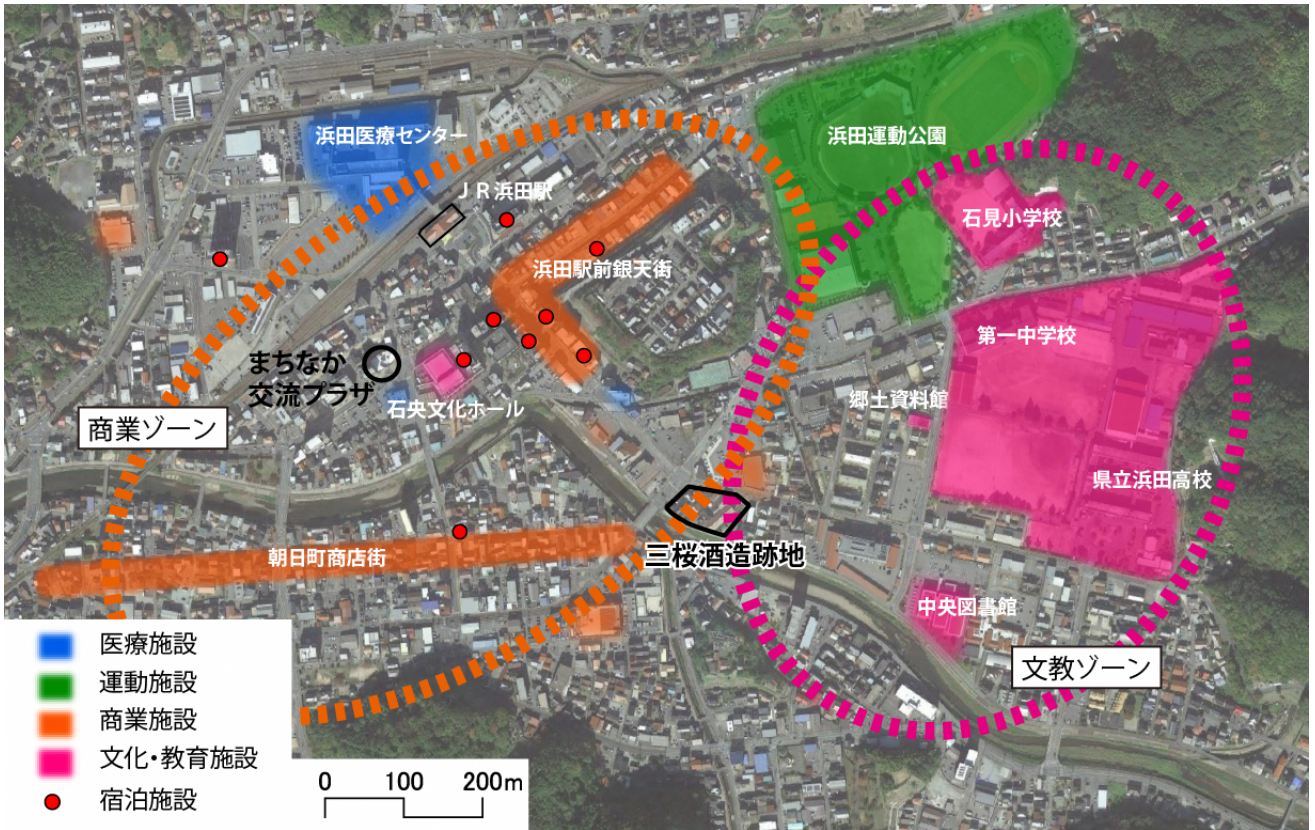 浜田医療センター
浜田運動公園
JR浜田駅
石見小学校
浜田駅前銀天街
第一中学校
まちなか
交流プラザ
石央文化ホール
郷土資料館
商業ゾーン
県立浜田高校
朝日町商店街
三桜酒造跡地
中央図書館
文教ゾーン
医療施設
運動施設
商業施設
文化・教育施設
宿泊施設
0 100 200m